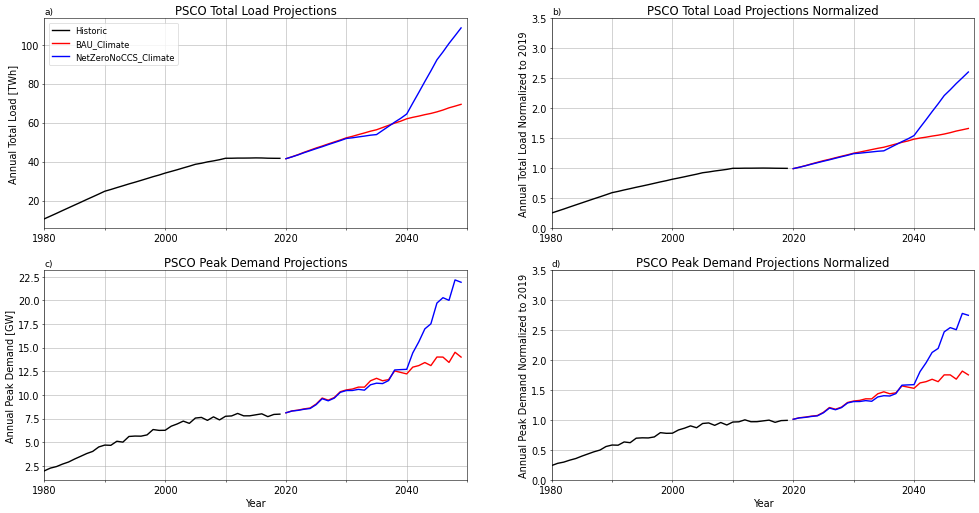 a)
PSCO Total Load Projections
Historic
BAU_Climate
NetZeroNoCCS_Climate
Annual Total Load [TWh]
100
80
60
40
20
1980
2000
2020
2040
b)
PSCO Total Load Projections Normalized
Annual Total Load Normalized to 2019
3.5
3.0
2.5
2.0
1.5
1.0
0.5
0.0
1980
2000
2020
2040
c)
PSCO Peak Demand Projections
Annual Peak Demand [GW]
22.5
20.0
17.5
15.0
12.5
10.0
7.5
5.0
2.5
1980
2000
2020
2040
Year
d)
PSCO Peak Demand Projections Normalized
Annual Peak Demand Normalized to 2019
3.5
3.0
2.5
2.0
1.5
1.0
0.5
0.0
1980
2000
2020
2040
Year